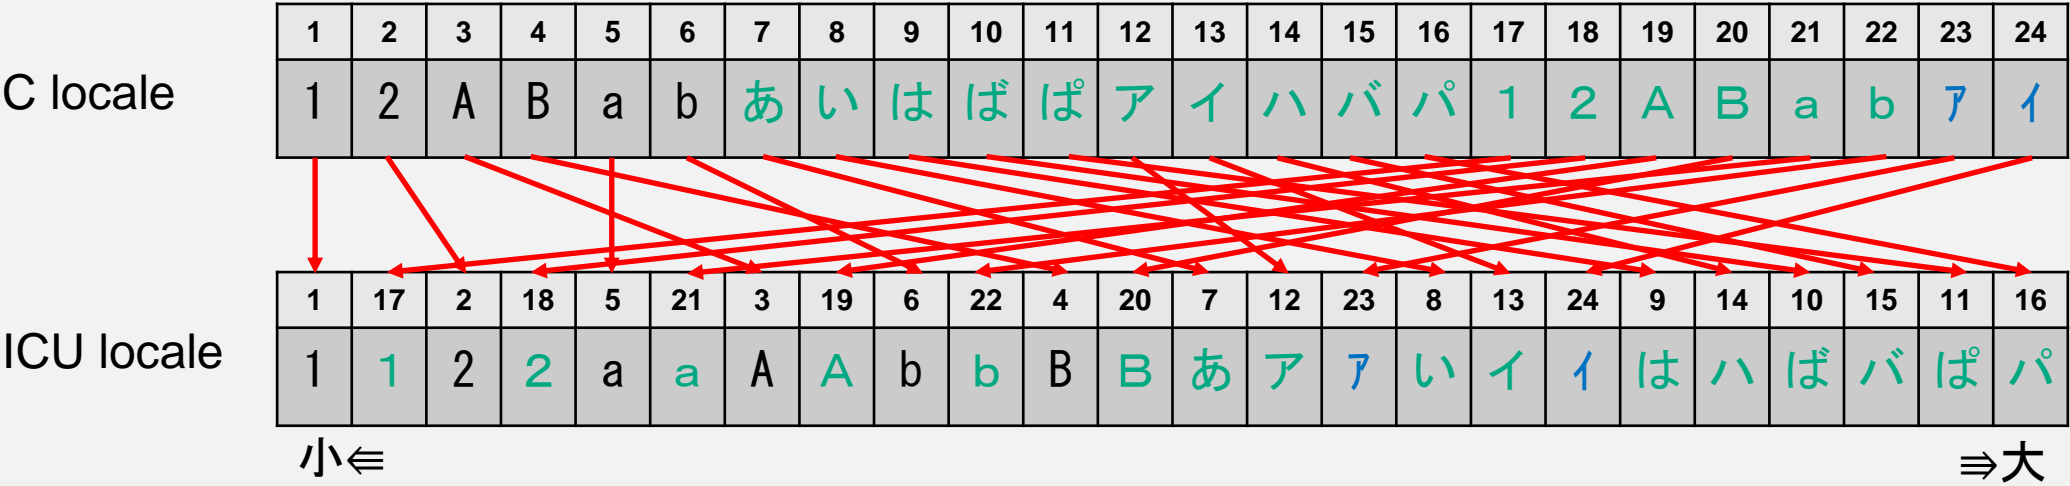 1 2 3 4 5 6 7 8 9 10 11 12 13 14 15 16 17 18 19 20 21 22 23 24
C locale 1 2 A B a b あ い は ば ぱ ア イ ハ バ パ １ ２ Ａ Ｂ ａ ｂ ｱ ｲ
1 17 2 18 5 21 3 19 6 22 4 20 7 12 23 8 13 24 9 14 10 15 11 16
ICU locale 1 １ 2 ２ a ａ A Ａ b ｂ B Ｂ あ ア ｱ い イ ｲ は ハ ば バ ぱ パ
小⇚ ⇛大